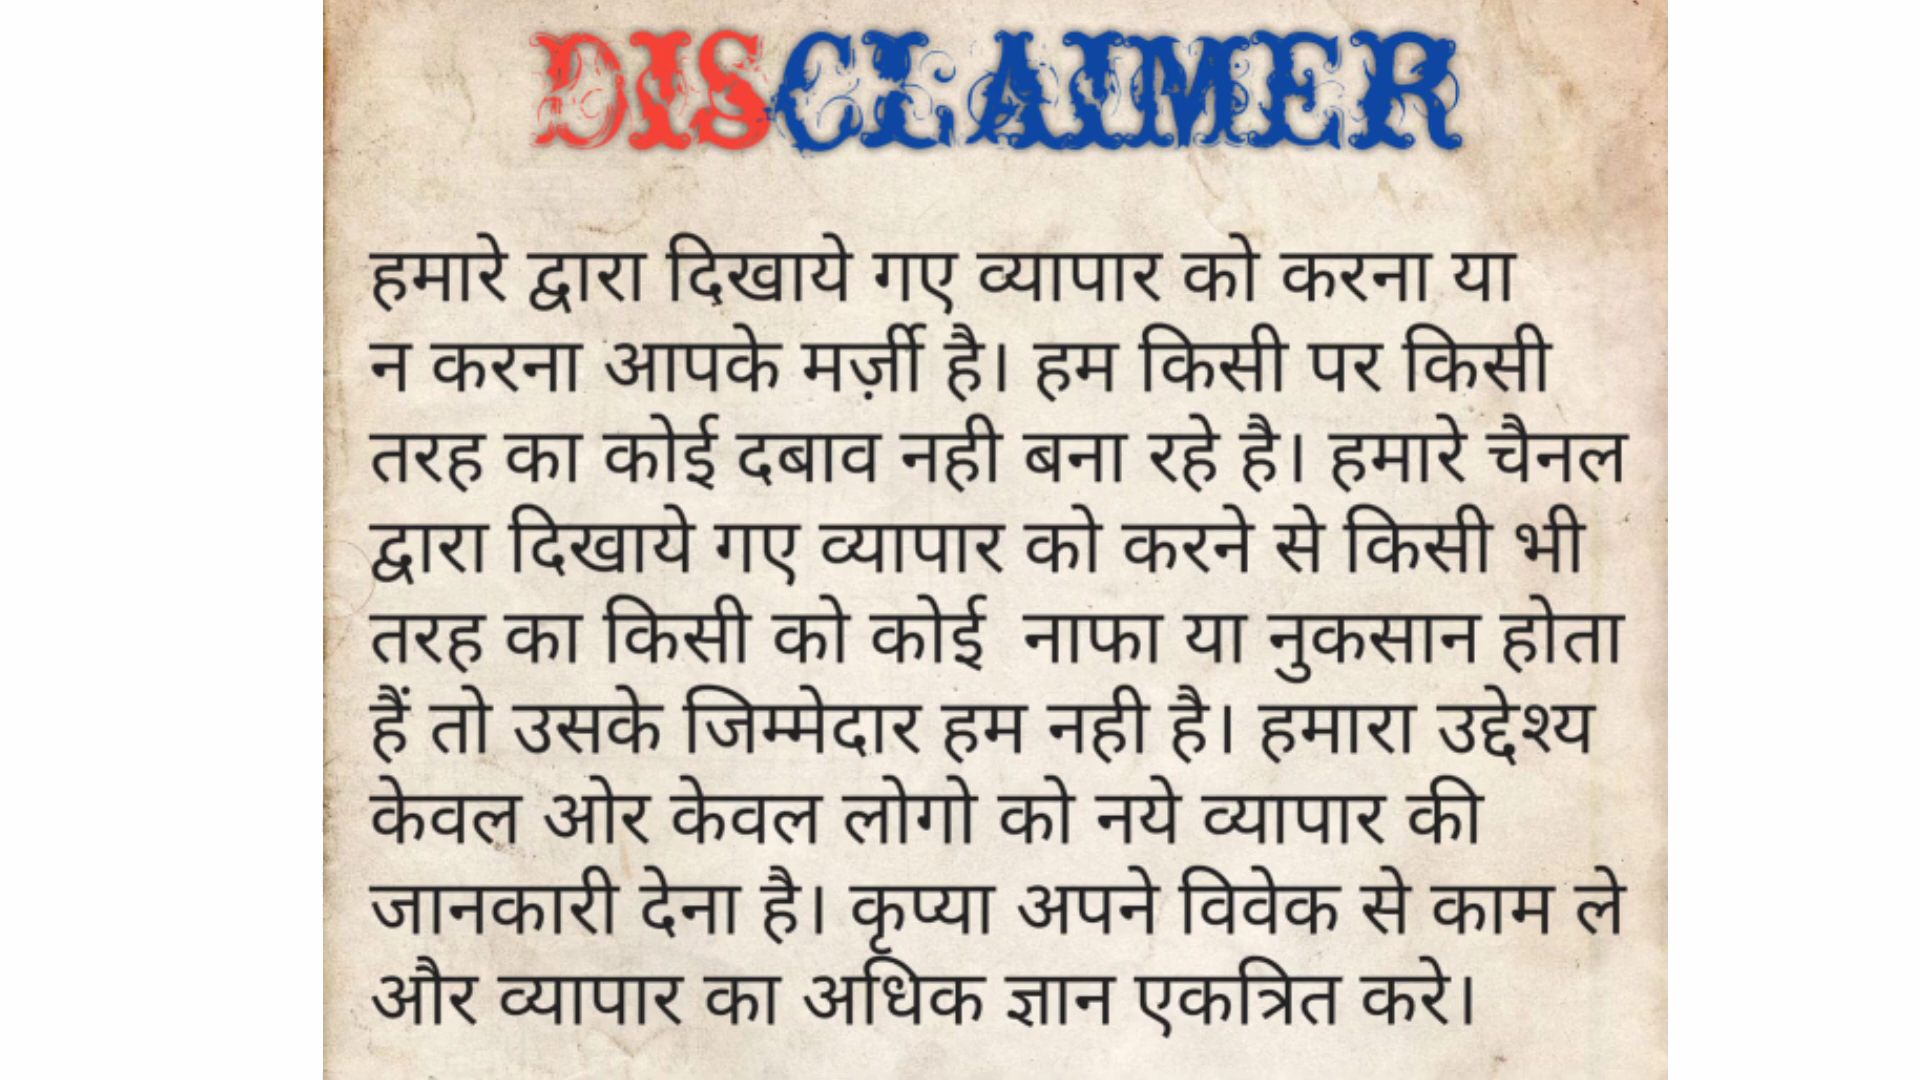 DISCLAIMER
हमारे द्वारा दिखाये गए व्यापार को करना या
न करना आपके मर्ज़ी है। हम किसी पर किसी
तरह का कोई दबाव नही बना रहे है। हमारे चैनल
द्वारा दिखाये गए व्यापार को करने से किसी भी
तरह का किसी को कोई नाफा या नुकसान होता
हैं तो उसके जिम्मेदार हम नही है। हमारा उद्देश्य
केवल ओर केवल लोगो को नये व्यापार की
जानकारी देना है। कृप्या अपने विवेक से काम ले
और व्यापार का अधिक ज्ञान एकत्रित करे।